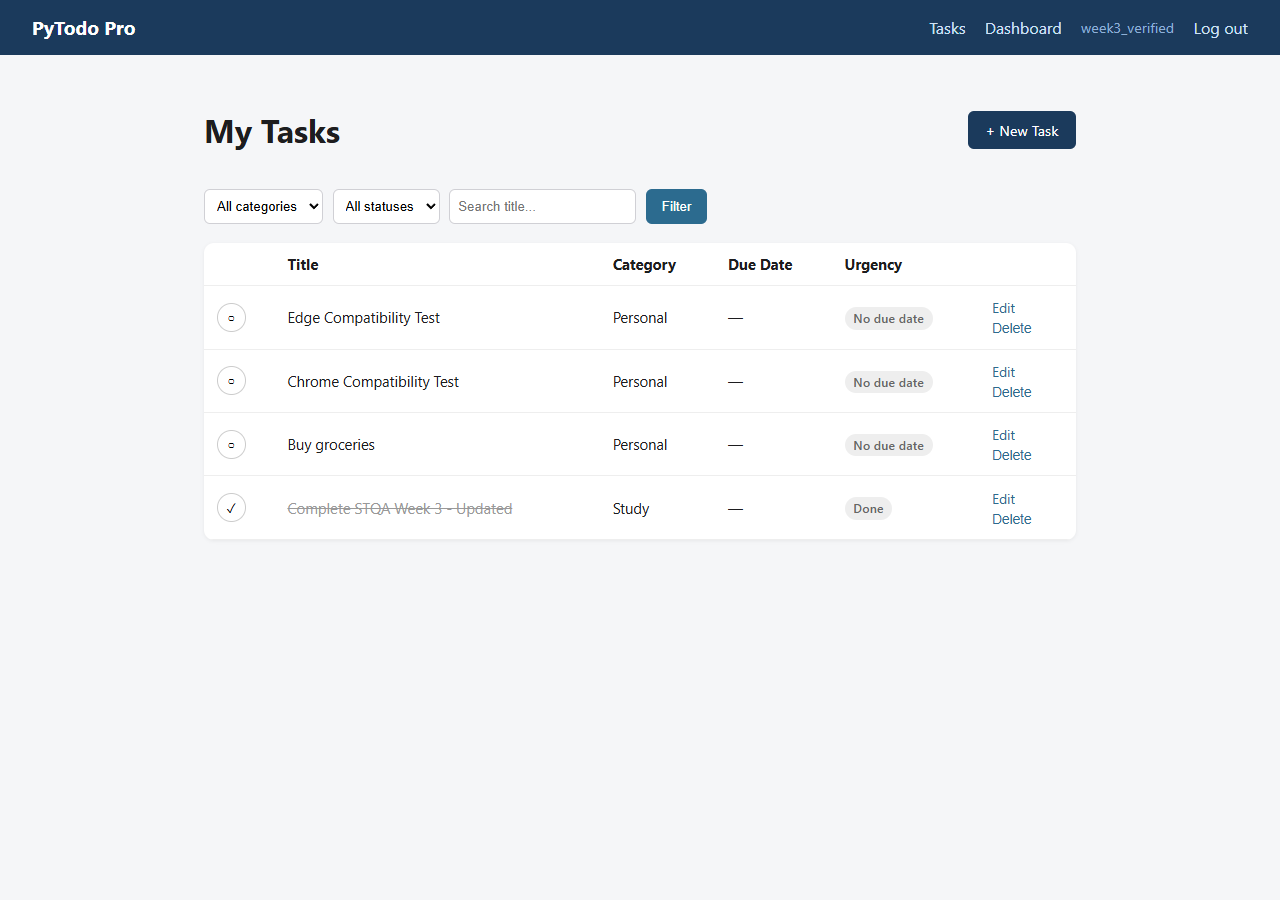 PyTodo Pro
Tasks Dashboard week3_verified Log out
My Tasks
+ New Task
All categories All statuses Search title... Filter
Title Category Due Date Urgency
Edge Compatibility Test Personal — No due date Edit
Delete
Chrome Compatibility Test Personal — No due date Edit
Delete
Buy groceries Personal — No due date Edit
Delete
✓ Complete STQA Week 3 - Updated Study — Done Edit
Delete